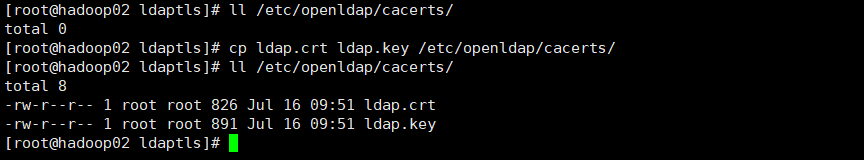 [root@hadoop02 ldaptls]# ll /etc/openldap/cacerts/
total 0
[root@hadoop02 ldaptls]# cp ldap.crt ldap.key /etc/openldap/cacerts/
[root@hadoop02 ldaptls]# ll /etc/openldap/cacerts/
total 8
-rw-r--r-- 1 root root 826 Jul 16 09:51 ldap.crt
-rw-r--r-- 1 root root 891 Jul 16 09:51 ldap.key
[root@hadoop02 ldaptls]#